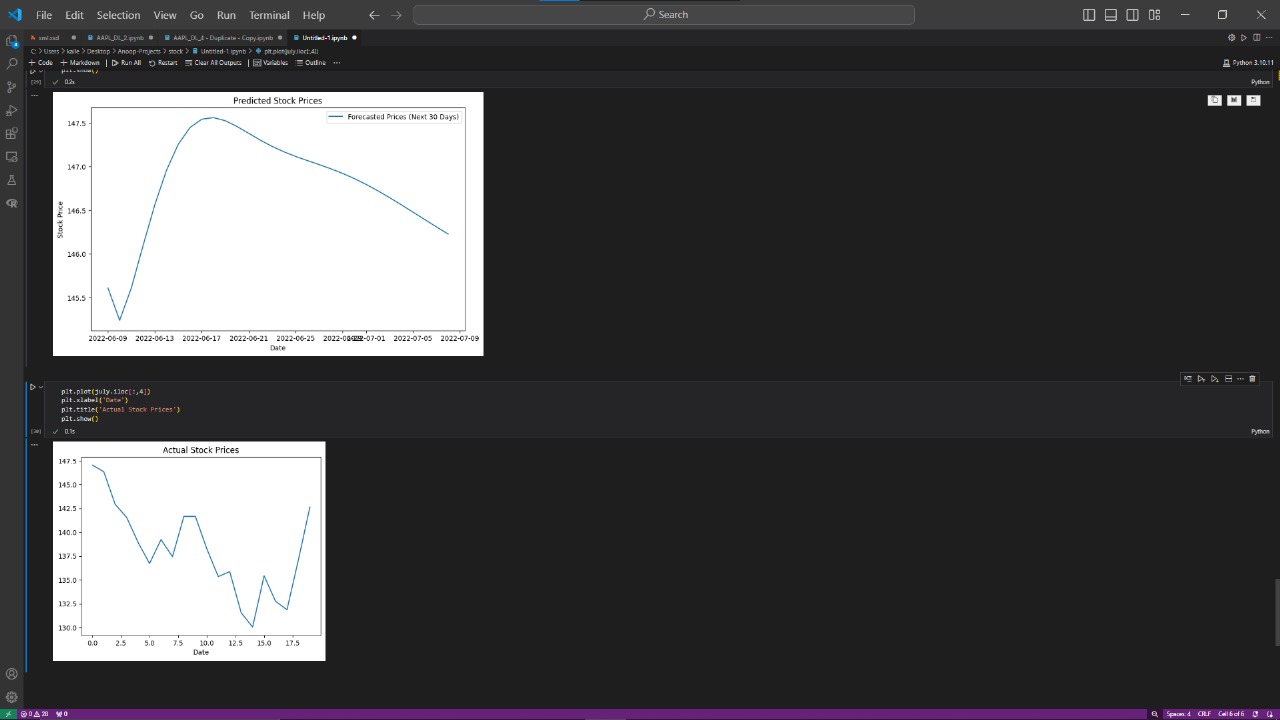 File Edit Selection View Go Run Terminal Help Search
xml.xsd AAPL_DL_2.ipynb AAPL_DL_4 - Duplicate - Copy.ipynb Untitled-1.ipynb
C: > Users > kaile > Desktop > Anoop-Projects > stock > Untitled-1.ipynb > plt.plot(july.iloc[:,4])
+ Code + Markdown Run All Restart Clear All Outputs Variables Outline ... Python 3.10.11
plt.show()
[29] ✓ 0.2s Python
Predicted Stock Prices
Forecasted Prices (Next 30 Days)
147.5
147.0
146.5
146.0
145.5
Stock Price
2022-06-09 2022-06-13 2022-06-17 2022-06-21 2022-06-25 2022-07-01 2022-07-05 2022-07-09
Date
plt.plot(july.iloc[:,4])
plt.xlabel('Date')
plt.title('Actual Stock Prices')
plt.show()
✓ 0.1s Python
Actual Stock Prices
147.5
145.0
142.5
140.0
137.5
135.0
132.5
130.0
0.0 2.5 5.0 7.5 10.0 12.5 15.0 17.5
Date
0 28 0 Spaces: 4 CRLF Cell 6 of 6